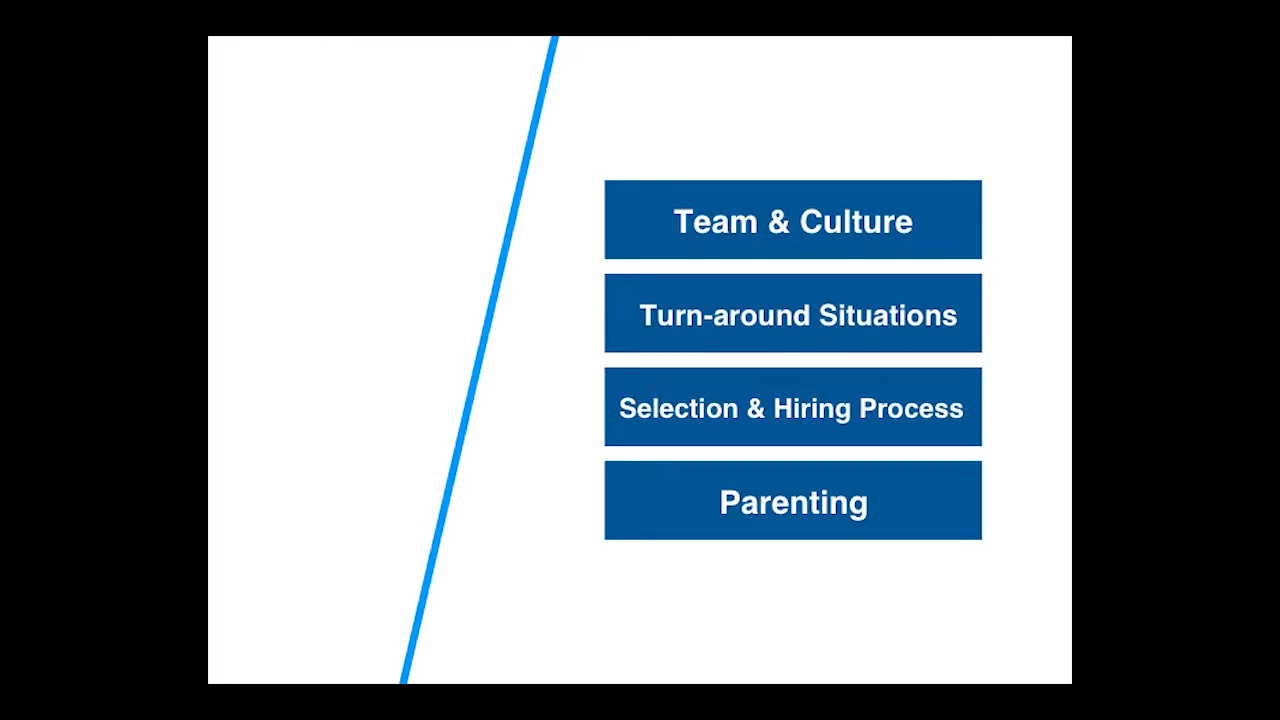 Team & Culture
Turn-around Situations
Selection & Hiring Process
Parenting